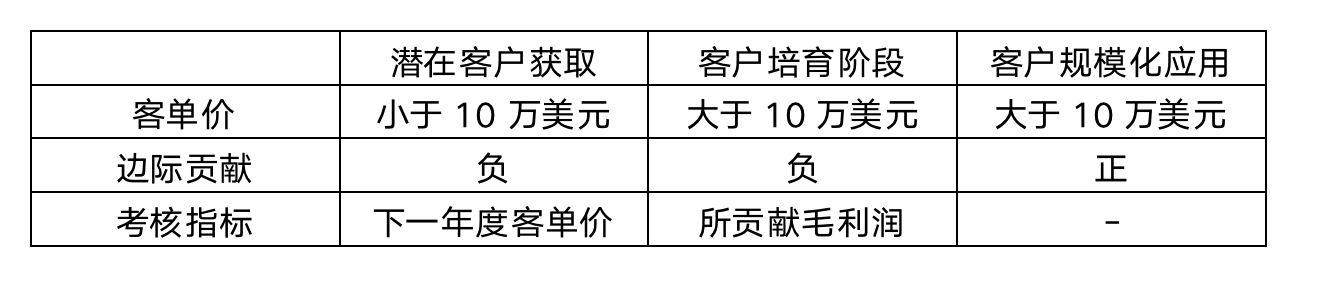 潜在客户获取 客户培育阶段 客户规模化应用
客单价 小于 10 万美元 大于 10 万美元 大于 10 万美元
边际贡献 负 负 正
考核指标 下一年度客单价 所贡献毛利润 -